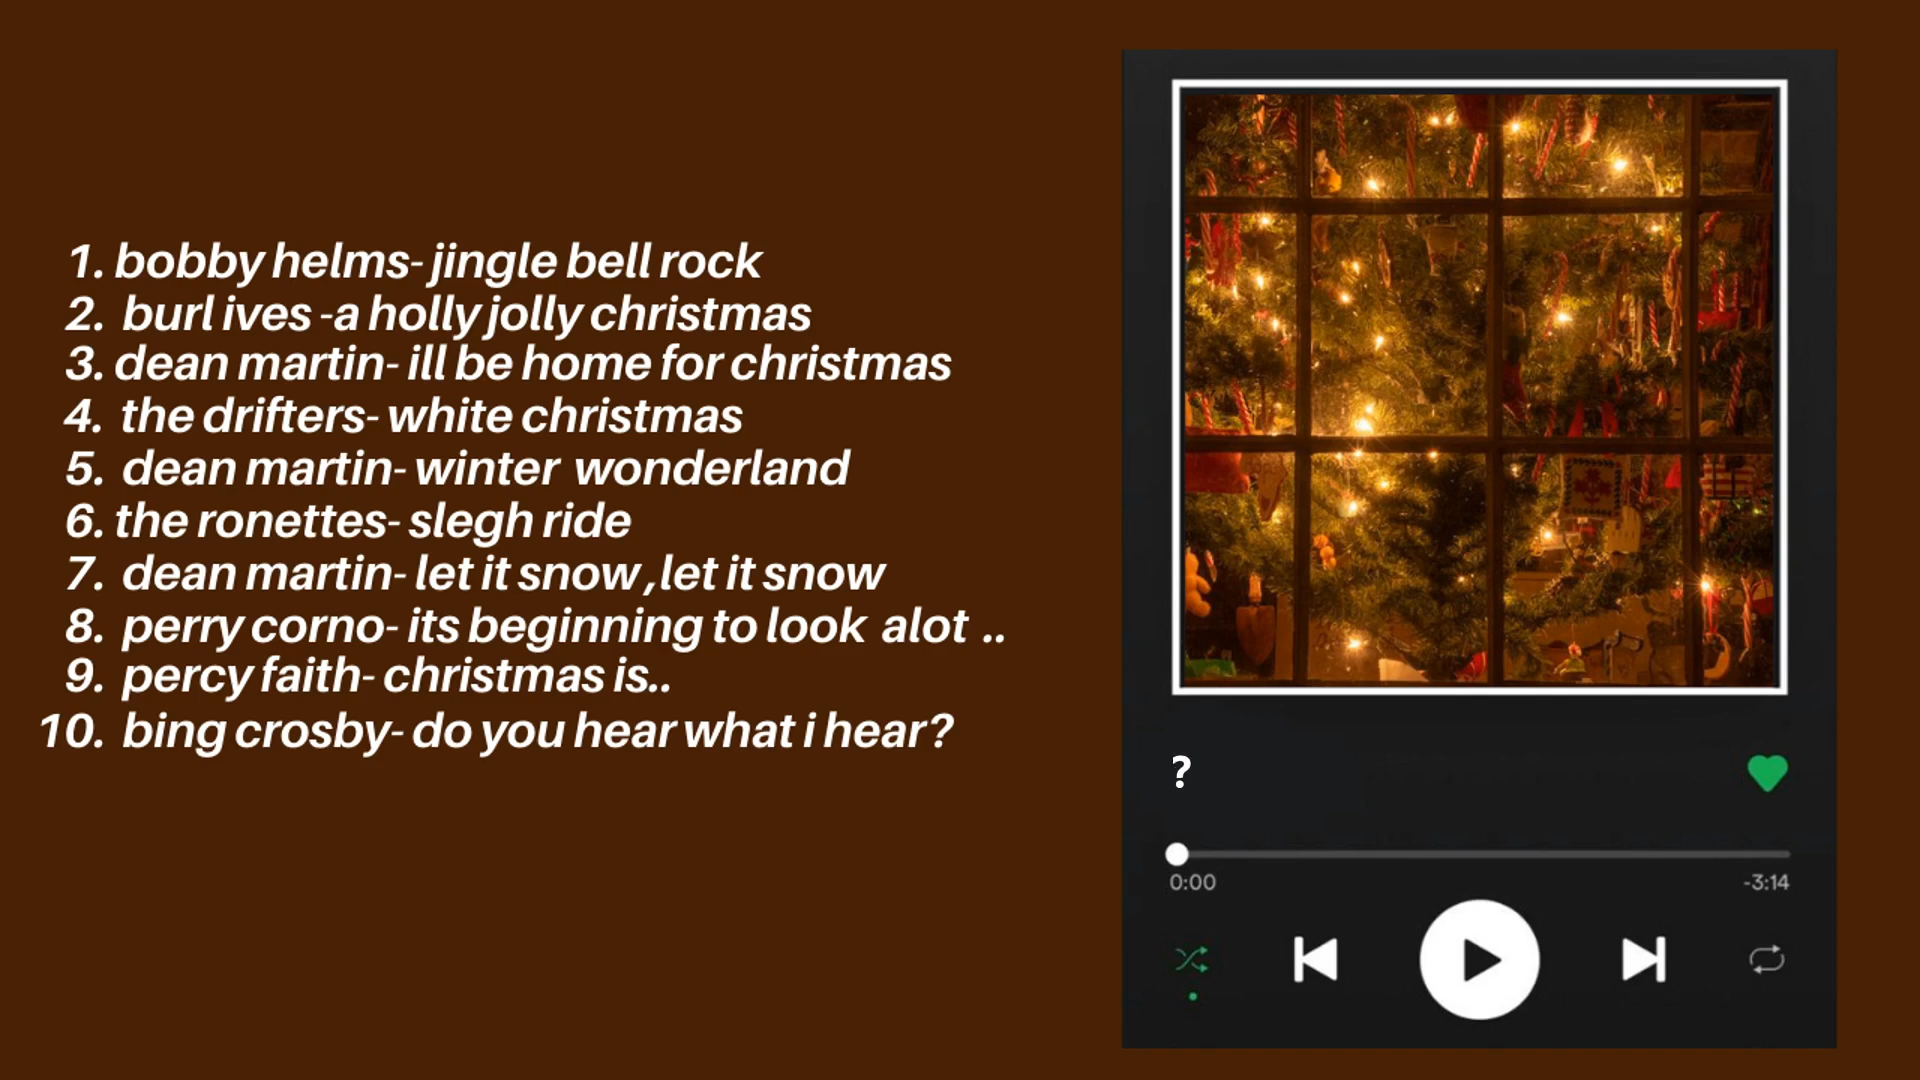 1. bobby helms- jingle bell rock
2. burl ives -a holly jolly christmas
3. dean martin- ill be home for christmas
4. the drifters- white christmas
5. dean martin- winter wonderland
6. the ronettes- slegh ride
7. dean martin- let it snow ,let it snow
8. perry corno- its beginning to look alot ..
9. percy faith- christmas is..
10. bing crosby- do you hear what i hear?
?
0:00 -3:14